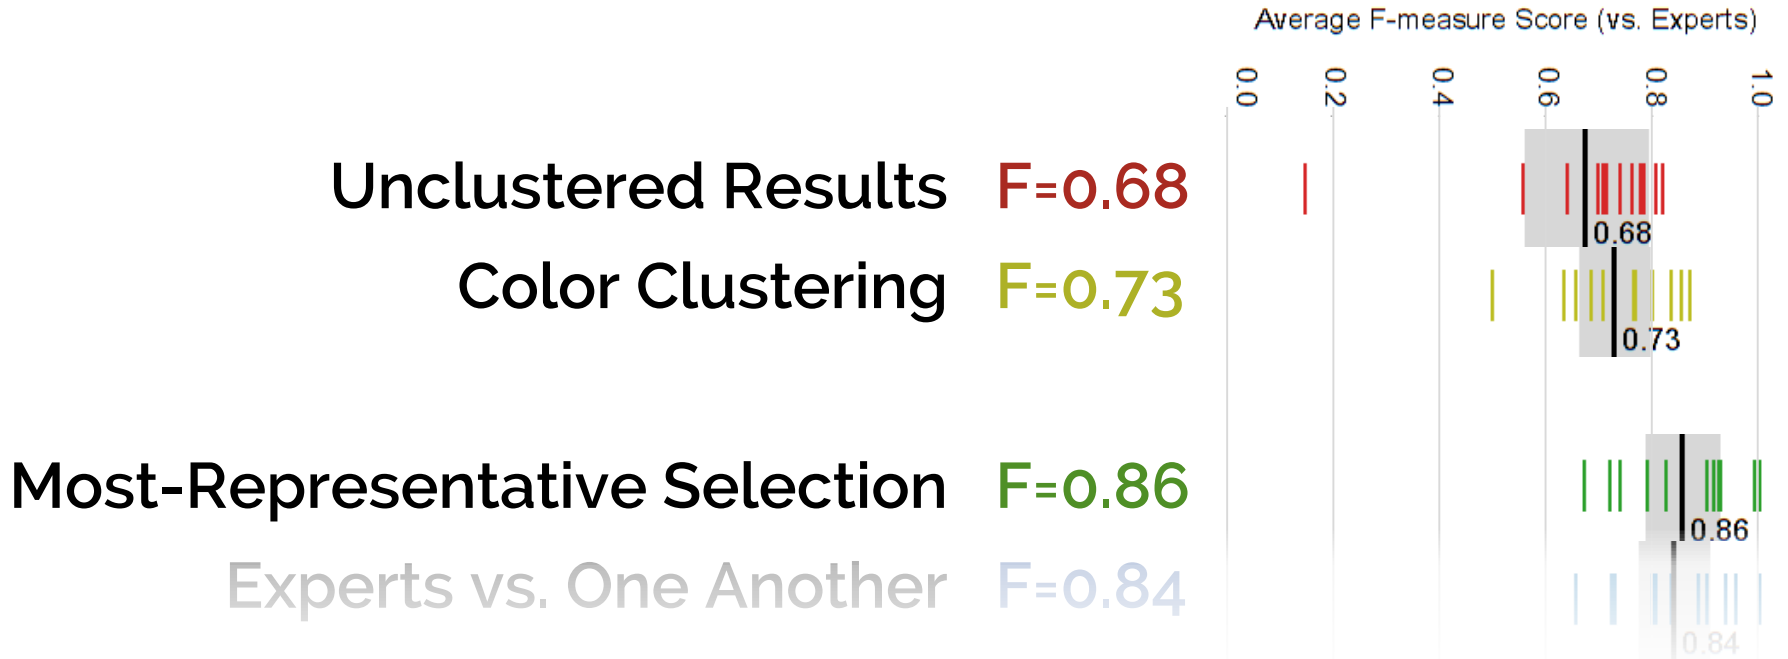 Average F-measure Score (vs. Experts)
0.0 0.2 0.4 0.6 0.8 1.0
Unclustered Results F=0.68
0.68
Color Clustering F=0.73
0.73
Most-Representative Selection F=0.86
0.86
Experts vs. One Another F=0.84
0.84